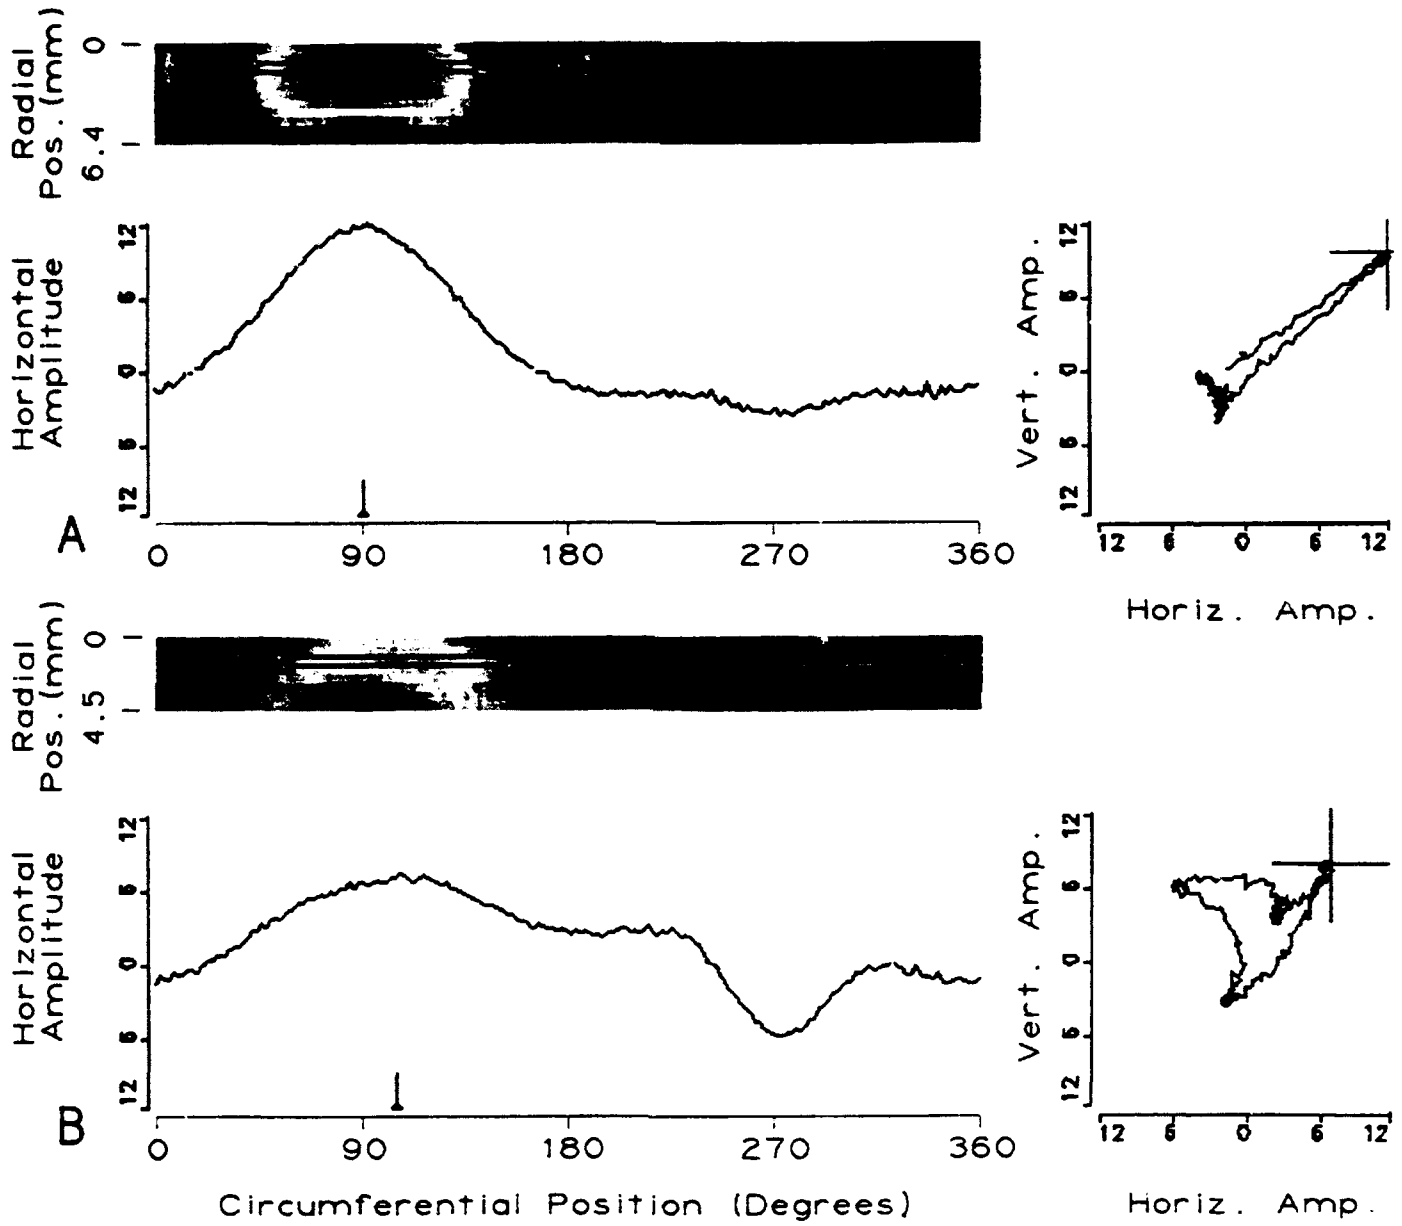 Radial
Pos. (mm)
0
6.4
Horizontal
Amplitude
12
6
0
6
12
A
0 90 180 270 360
Vert. Amp.
12
6
0
6
12
12 6 0 6 12
Horiz. Amp.
Radial
Pos. (mm)
0
4.5
Horizontal
Amplitude
12
6
0
6
12
B
0 90 180 270 360
Circumferential Position (Degrees)
Vert. Amp.
12
6
0
6
12
12 6 0 6 12
Horiz. Amp.